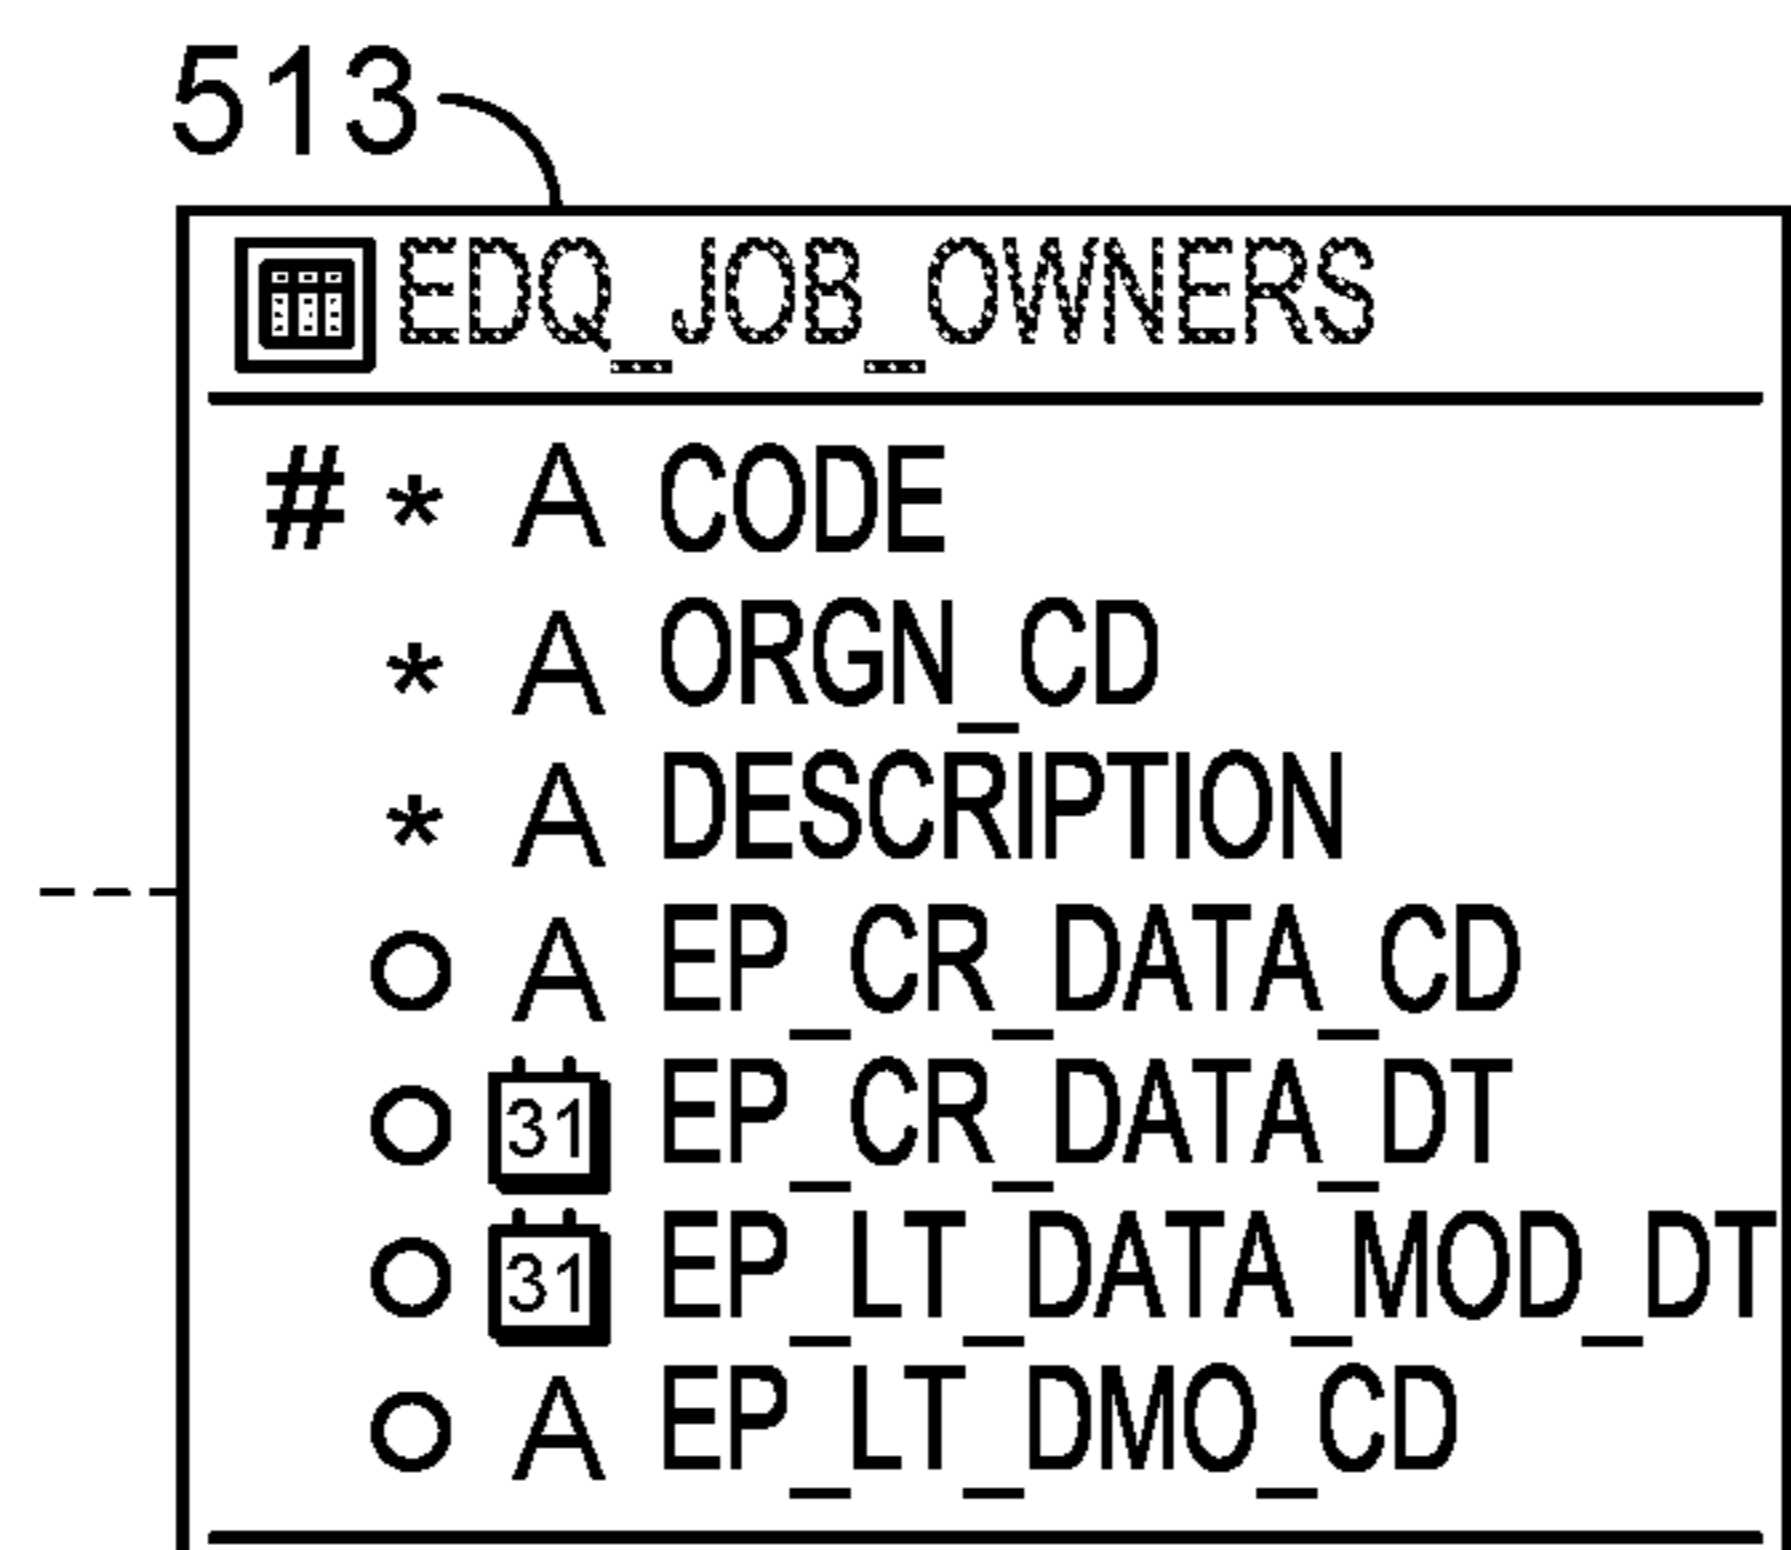 513
EDQ_JOB_OWNERS
# * A CODE
* A ORGN_CD
* A DESCRIPTION
O A EP_CR_DATA_CD
O 31 EP_CR_DATA_DT
O 31 EP_LT_DATA_MOD_DT
O A EP_LT_DMO_CD